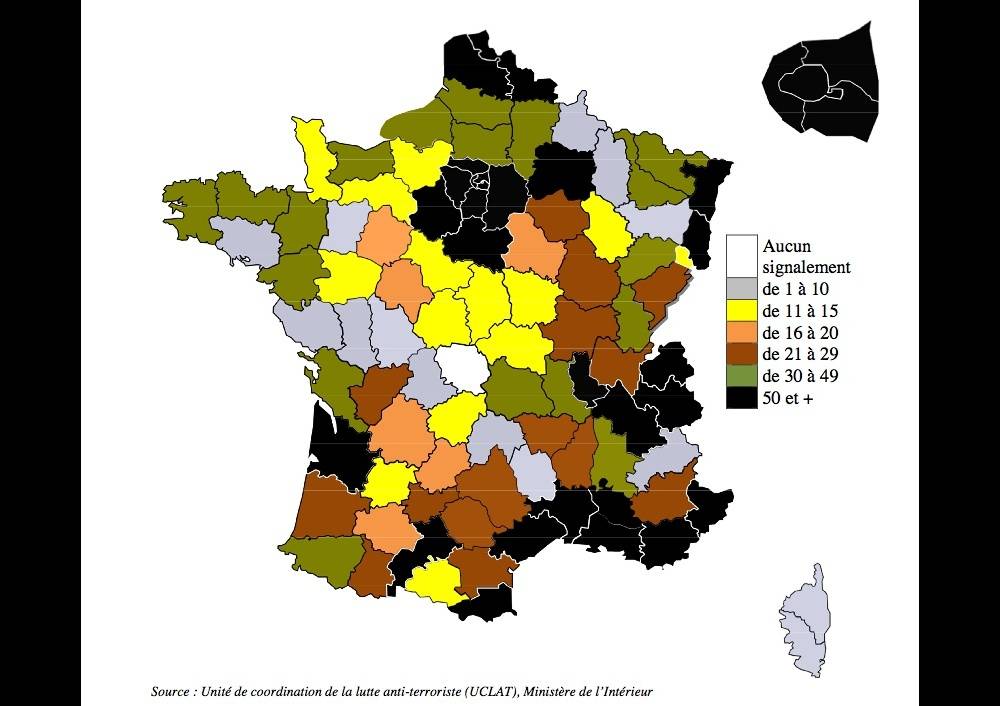 Aucun
signalement
de 1 à 10
de 11 à 15
de 16 à 20
de 21 à 29
de 30 à 49
50 et +
Source : Unité de coordination de la lutte anti-terroriste (UCLAT), Ministère de l'Intérieur